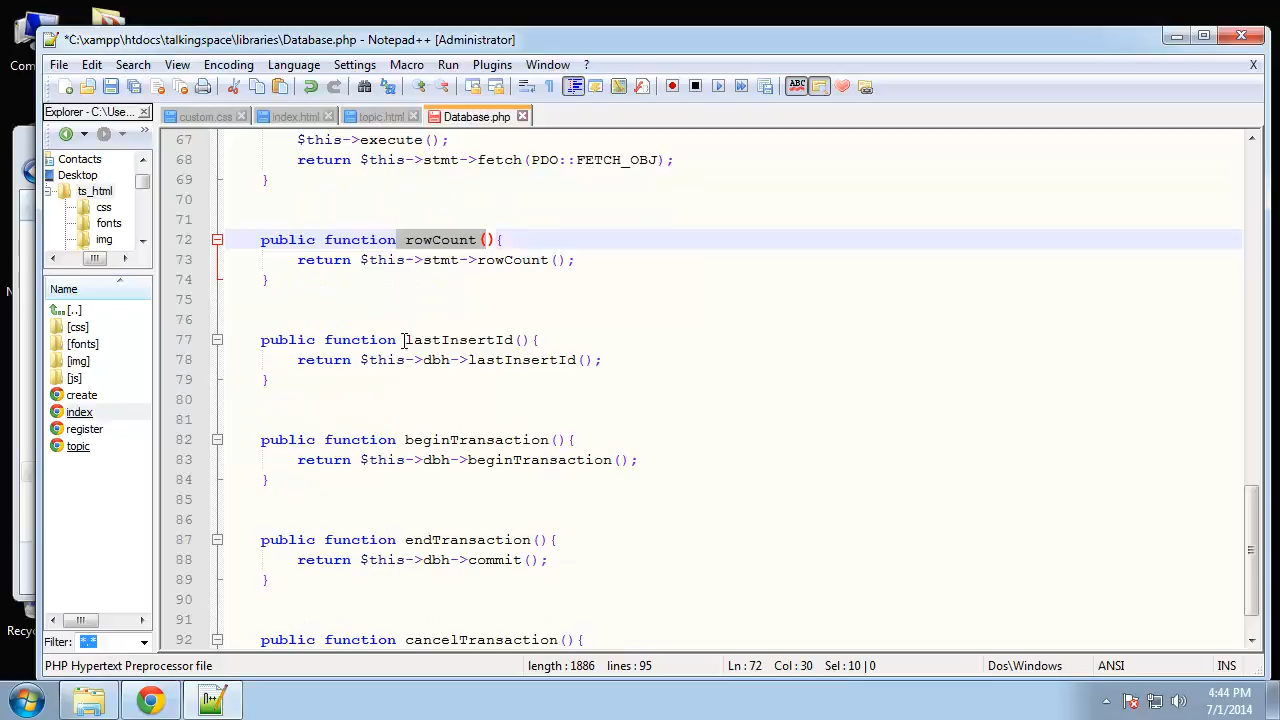 *C:\xampp\htdocs\talkingspace\libraries\Database.php - Notepad++ [Administrator]
File Edit Search View Encoding Language Settings Macro Run Plugins Window ? X
Explorer - C:\Use...
custom.css index.html topic.html Database.php
Contacts
Desktop
ts_html
css
fonts
img
Name
[..]
[css]
[fonts]
[img]
[js]
create
index
register
topic
Filter: *.*
67 $this->execute();
68 return $this->stmt->fetch(PDO::FETCH_OBJ);
69 }
70
71
72 public function rowCount(){
73 return $this->stmt->rowCount();
74 }
75
76
77 public function lastInsertId(){
78 return $this->dbh->lastInsertId();
79 }
80
81
82 public function beginTransaction(){
83 return $this->dbh->beginTransaction();
84 }
85
86
87 public function endTransaction(){
88 return $this->dbh->commit();
89 }
90
91
92 public function cancelTransaction(){
PHP Hypertext Preprocessor file length : 1886 lines : 95 Ln : 72 Col : 30 Sel : 10 | 0 Dos\Windows ANSI INS
Com
Recyc
4:44 PM
7/1/2014